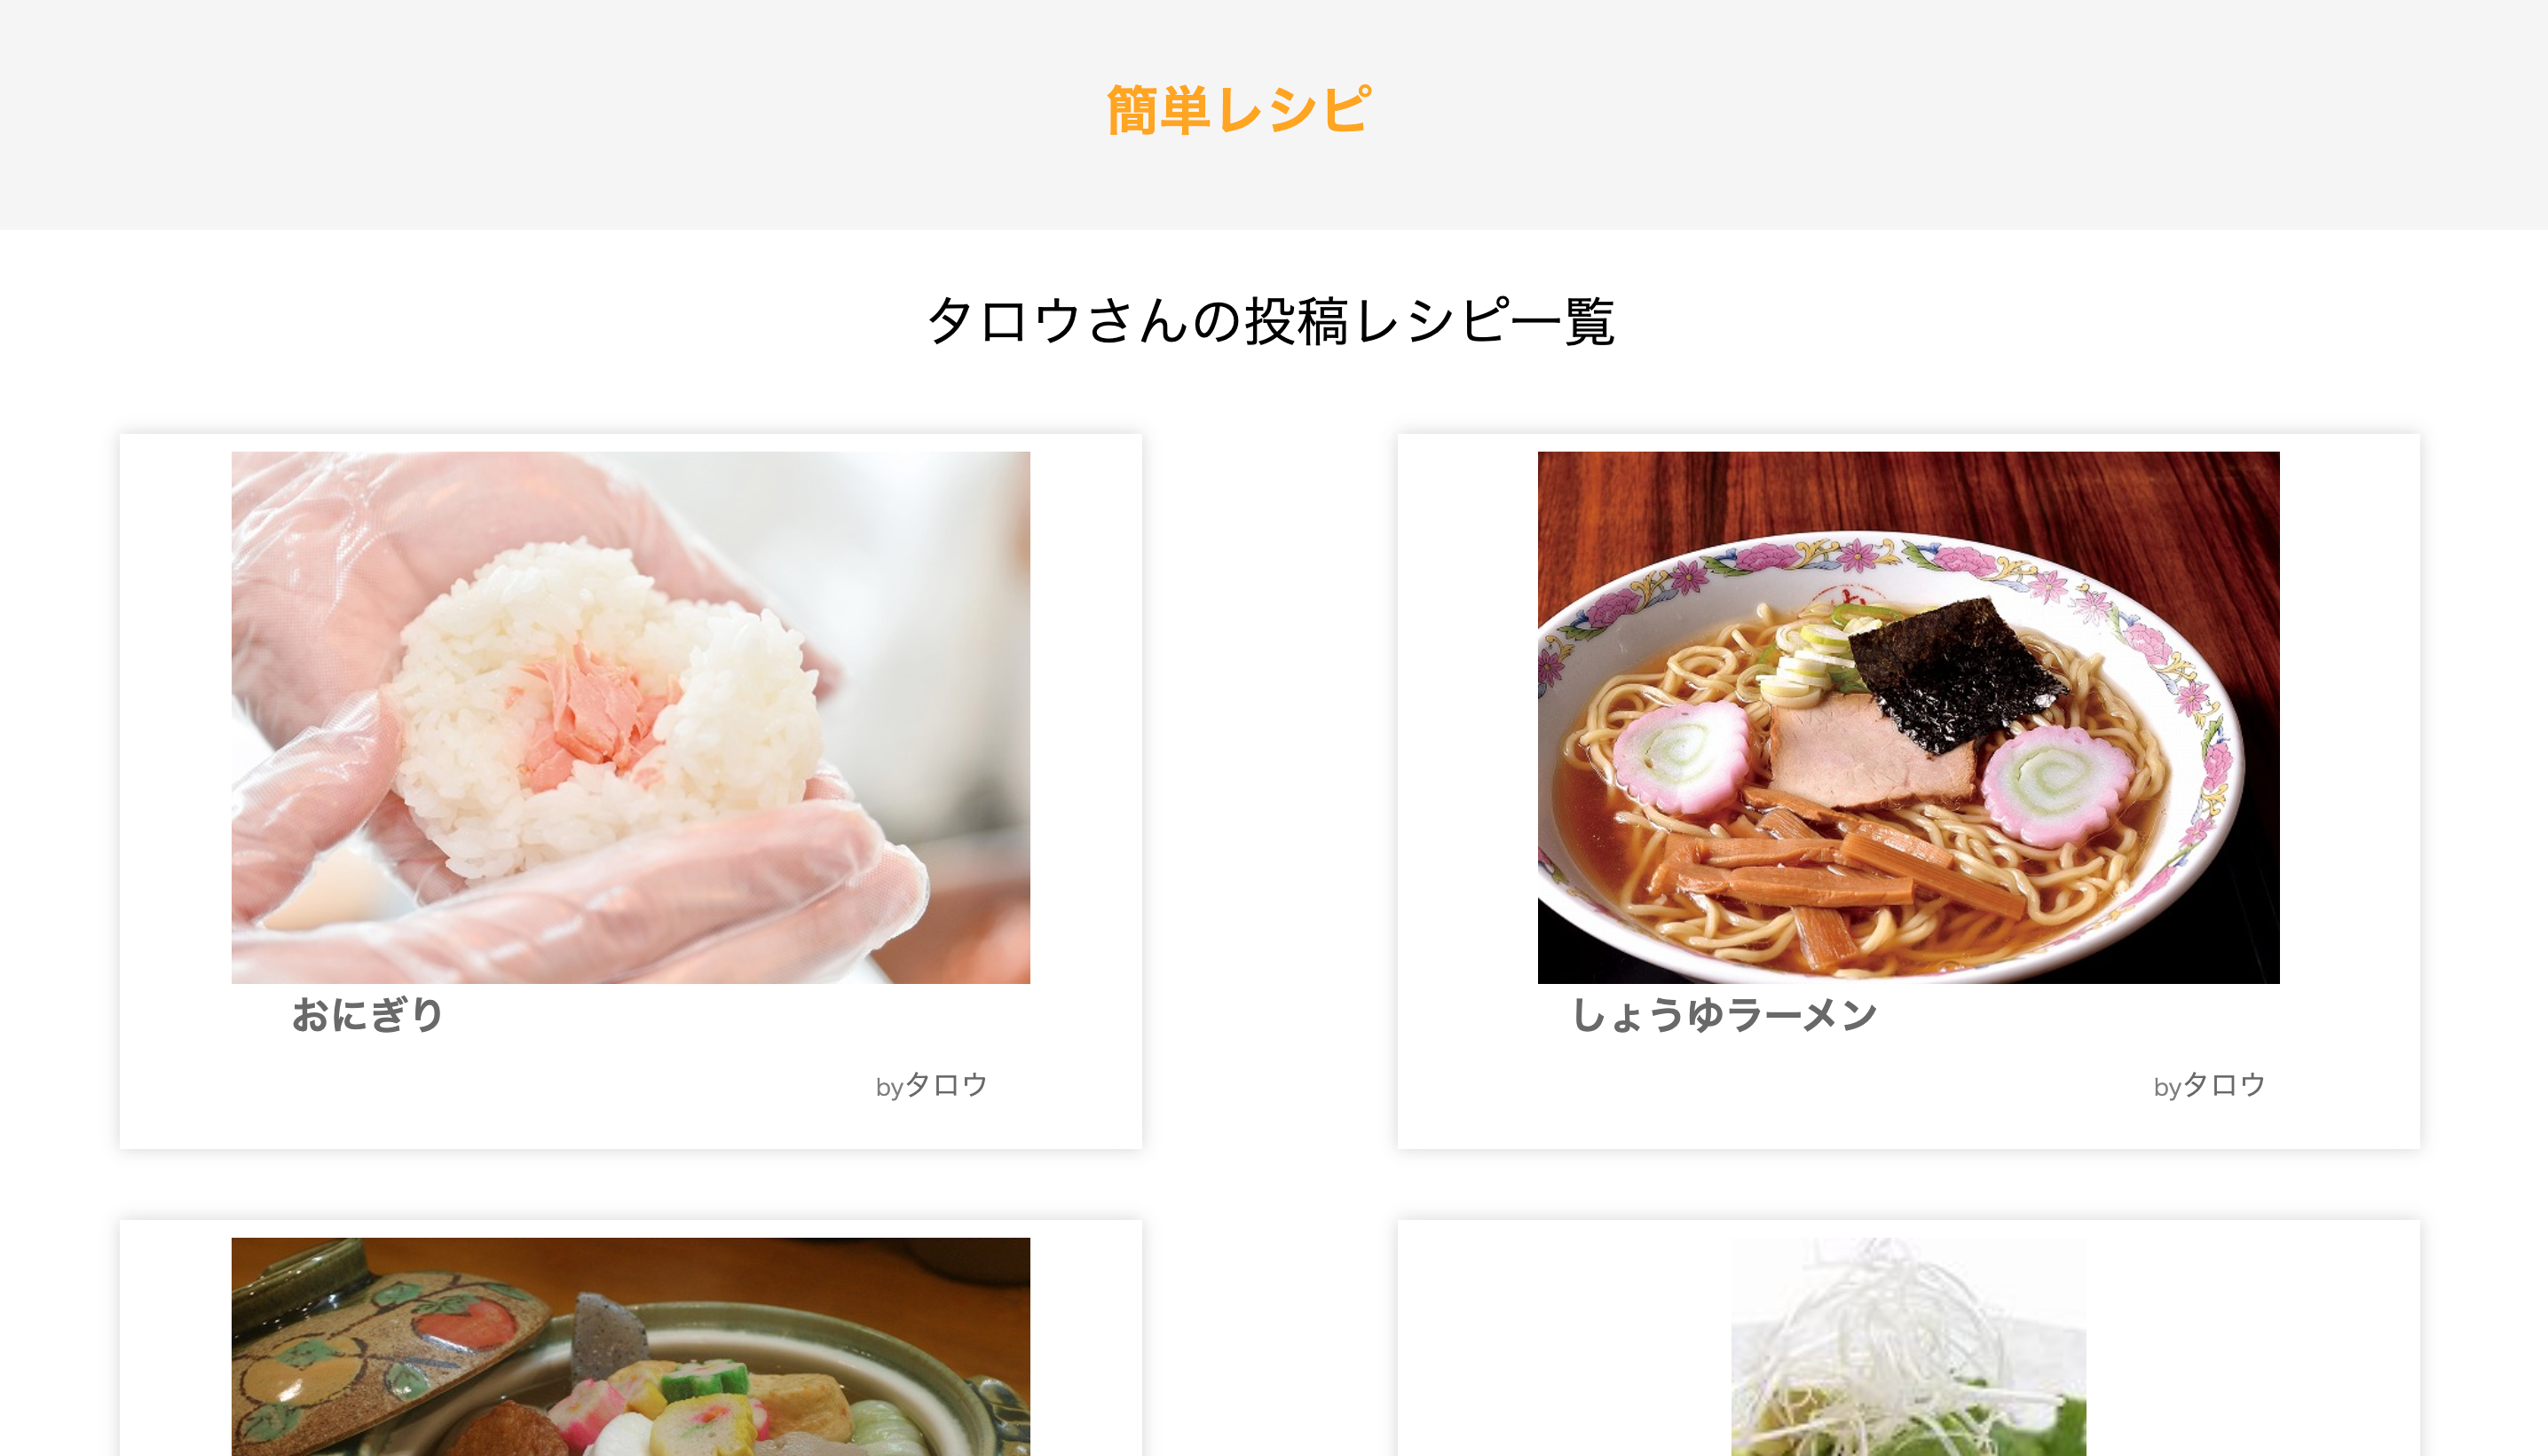 簡単レシピ
タロウさんの投稿レシピ一覧
おにぎり
しょうゆラーメン
byタロウ
byタロウ